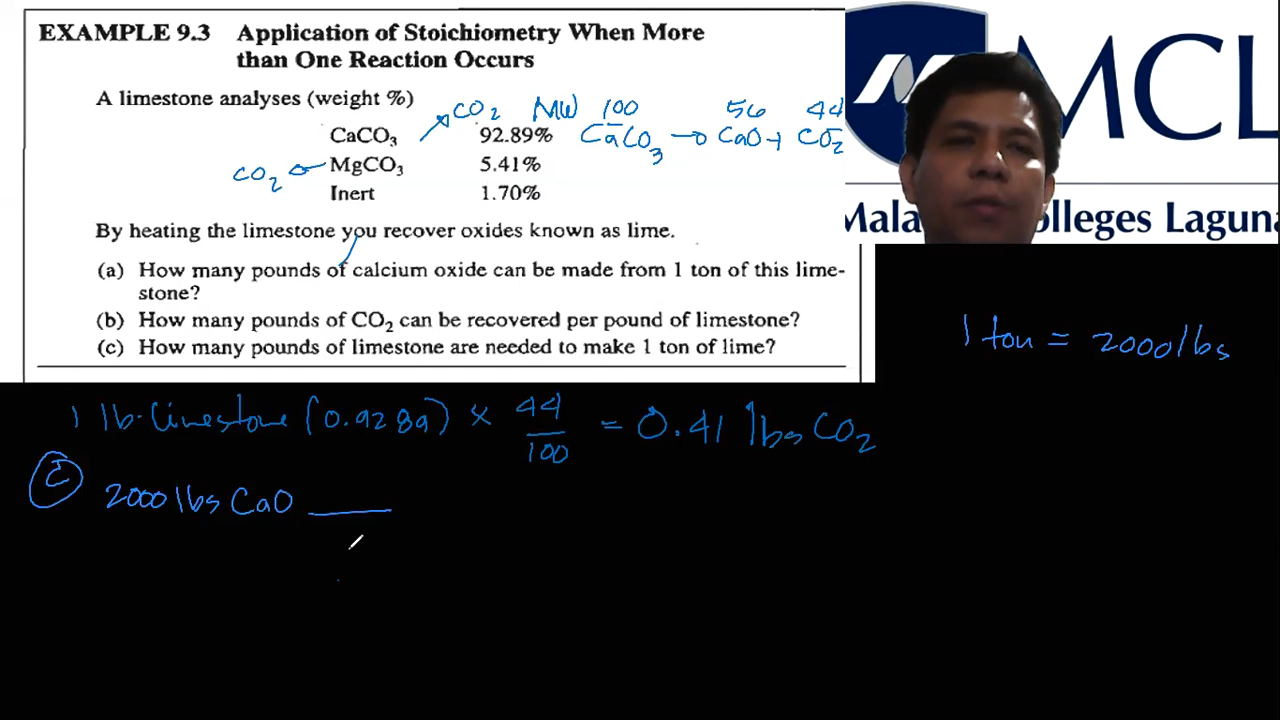 EXAMPLE 9.3 Application of Stoichiometry When More
than One Reaction Occurs
A limestone analyses (weight %)
CO2 MW 100 56 44
CaCO3 92.89% CaCO3 → CaO + CO2
CO2 ← MgCO3 5.41%
Inert 1.70%
By heating the limestone you recover oxides known as lime.
(a) How many pounds of calcium oxide can be made from 1 ton of this lime-
stone?
(b) How many pounds of CO2 can be recovered per pound of limestone?
(c) How many pounds of limestone are needed to make 1 ton of lime?
MCL
Colleges Laguna
1 ton = 2000 lbs
1 lb. limestone (0.9289) × 44/100 = 0.41 lbs CO2
C 2000 lbs CaO